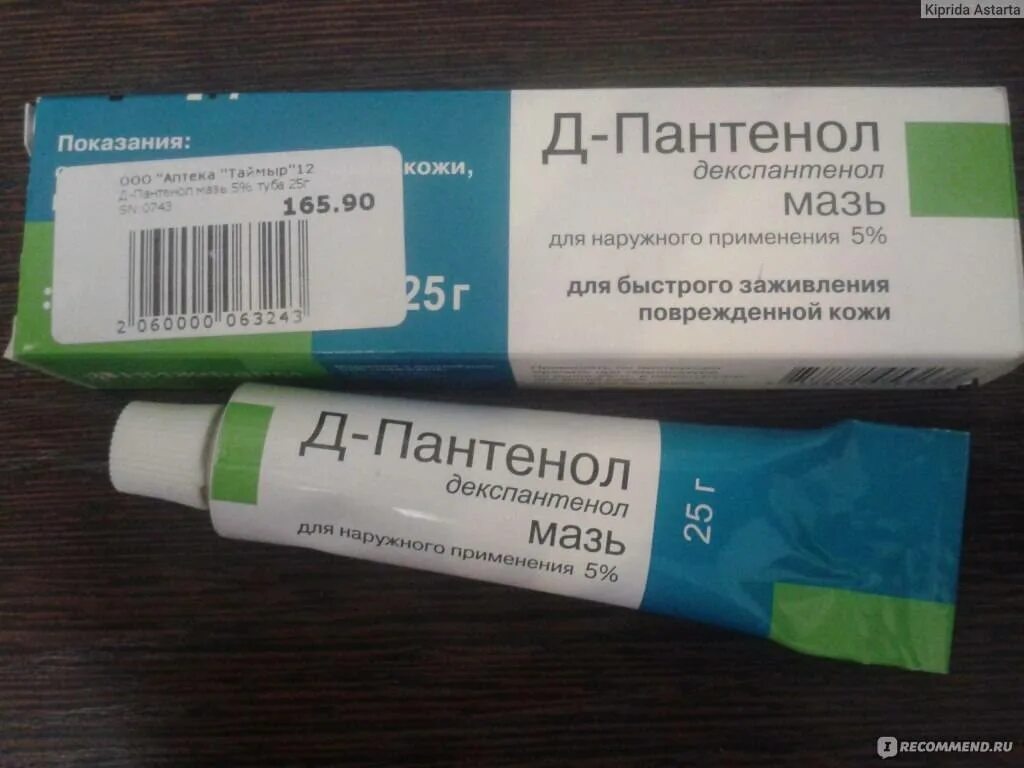 Kiprida Astarta
Показания:
кожи,
ООО "Аптека "Таймыр"12
Д-Пантенол мазь 5% туба 25г
SN:0743
165.90
2 060000 063243
25 г
Д-Пантенол
декспантенол
мазь
для наружного применения 5%
для быстрого заживления
поврежденной кожи
Д-Пантенол
декспантенол
мазь
для наружного применения 5%
25 г
IRECOMMEND.RU